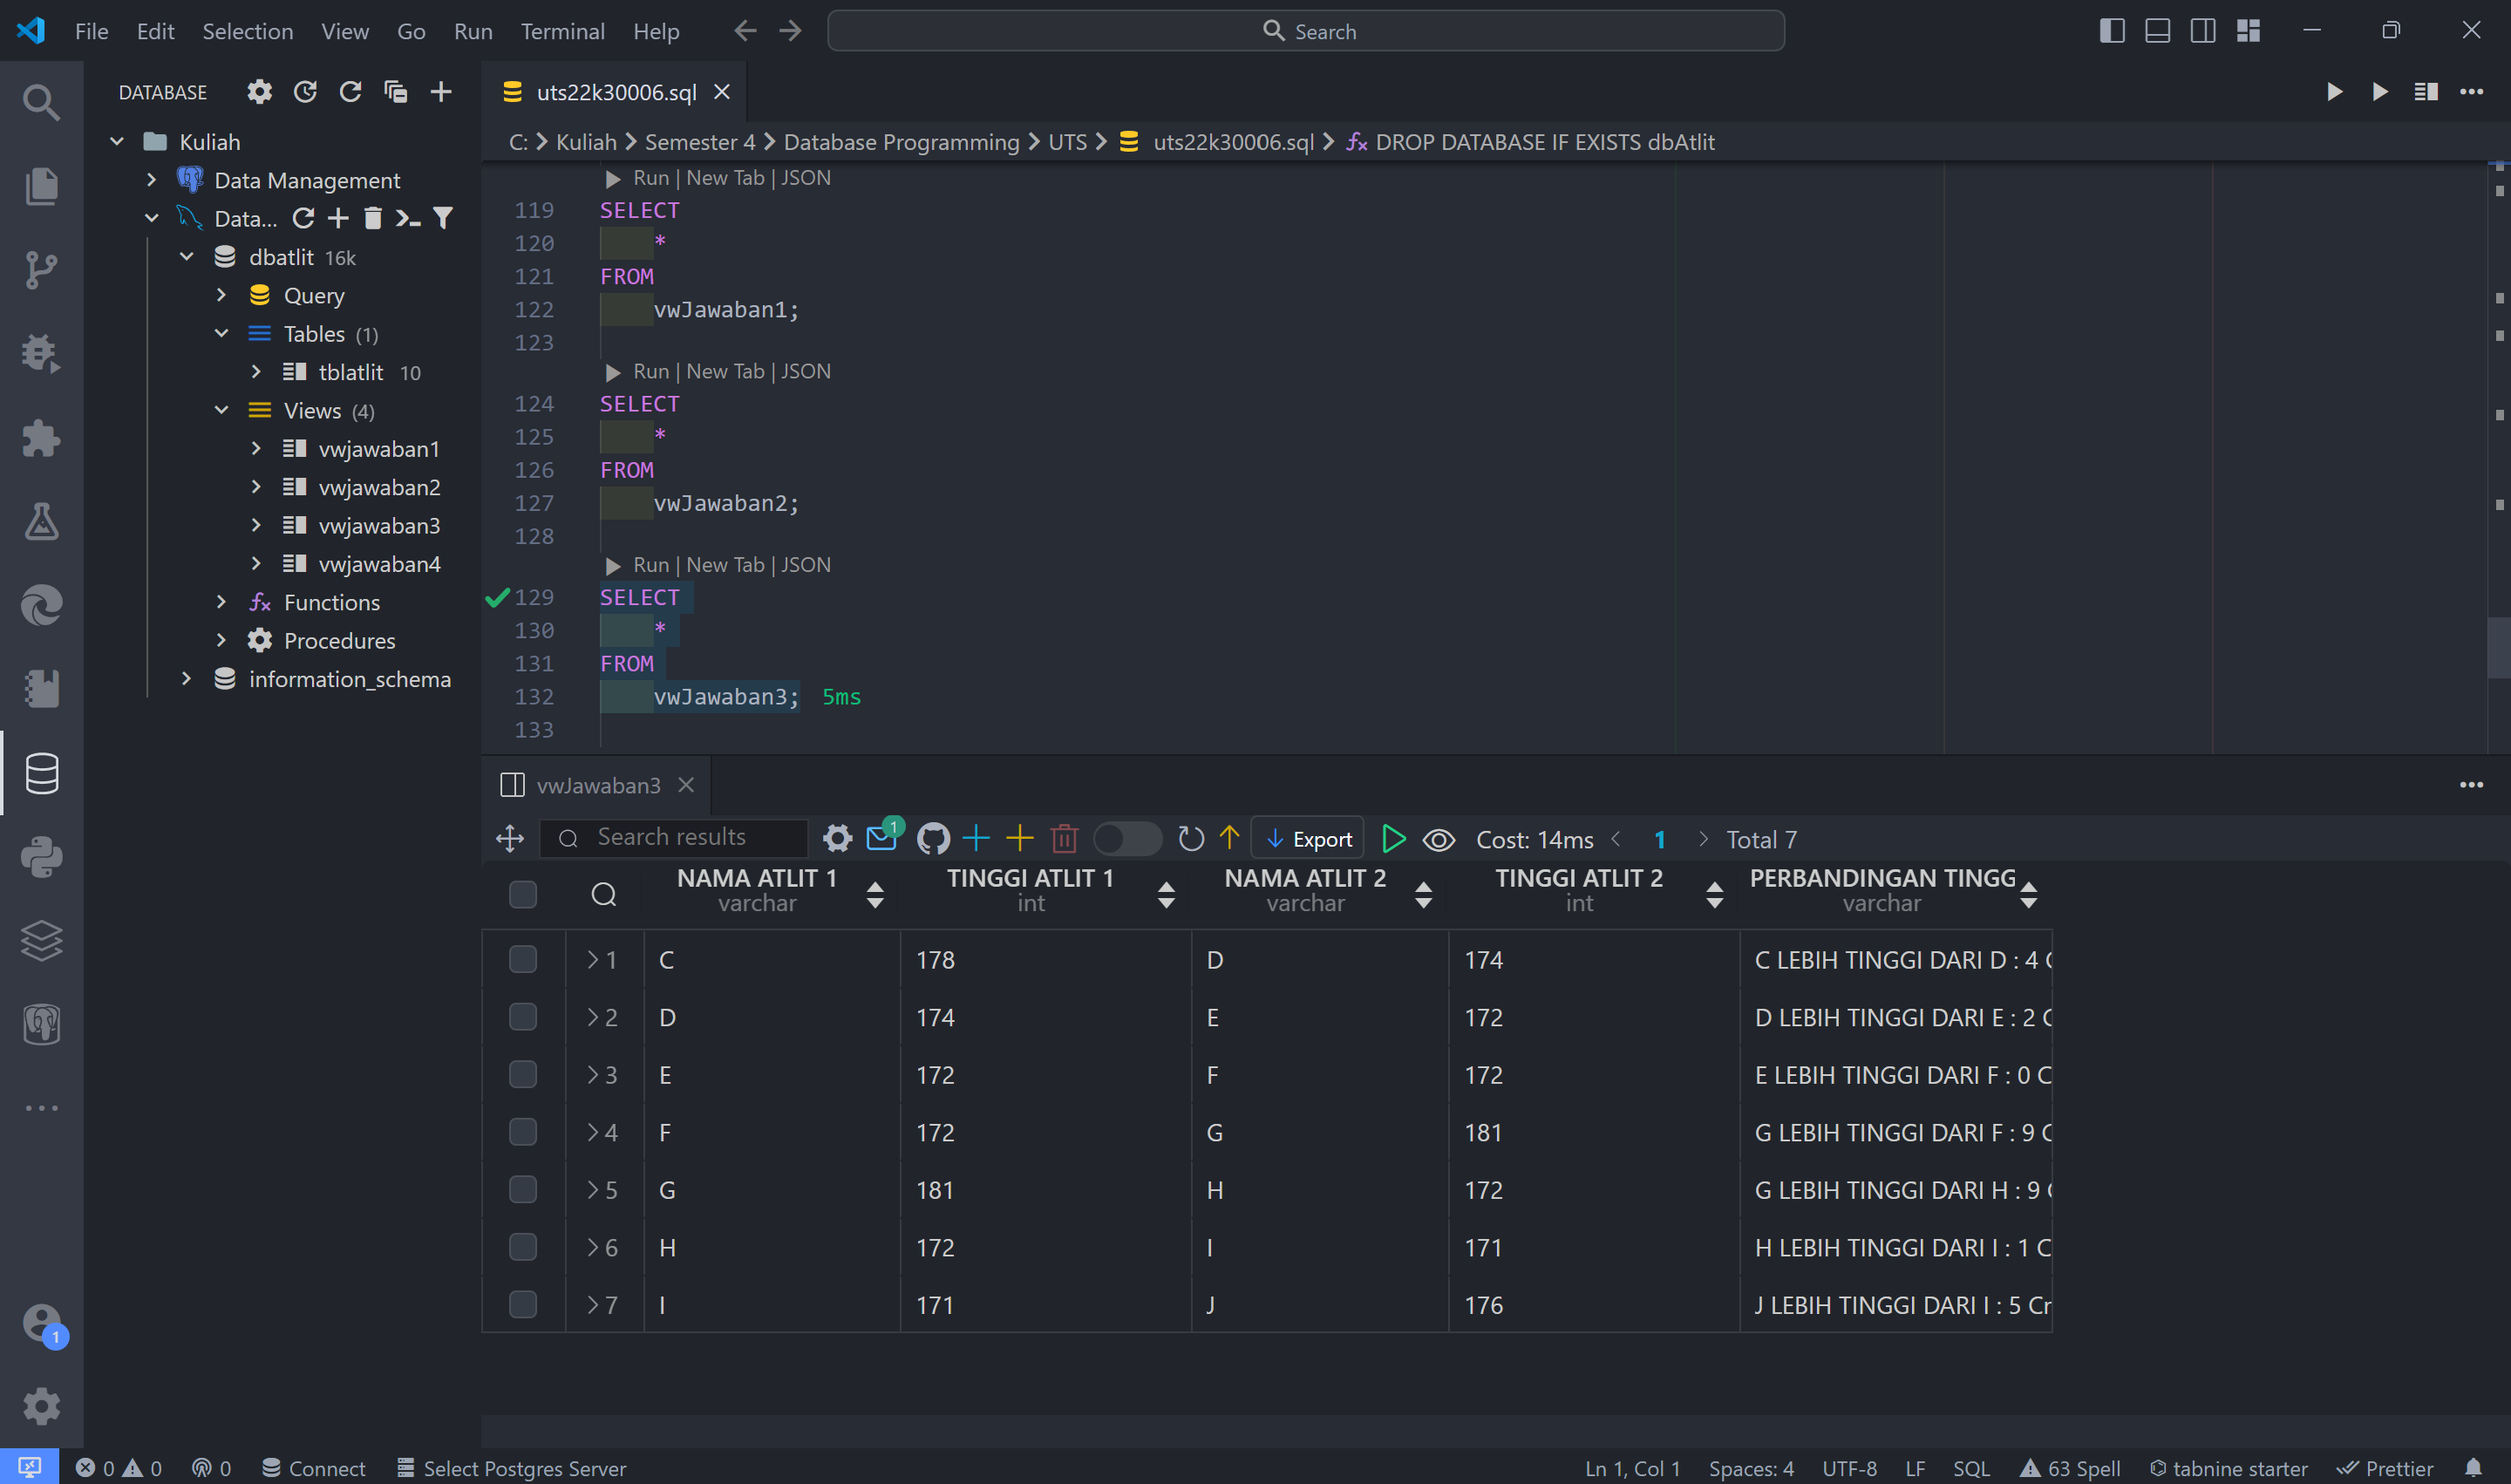 File Edit Selection View Go Run Terminal Help Search
DATABASE
Kuliah
Data Management
Data...
dbatlit 16k
Query
Tables (1)
tblatlit 10
Views (4)
vwjawaban1
vwjawaban2
vwjawaban3
vwjawaban4
Functions
Procedures
information_schema
uts22k30006.sql
C: > Kuliah > Semester 4 > Database Programming > UTS > uts22k30006.sql > DROP DATABASE IF EXISTS dbAtlit
Run | New Tab | JSON
119 SELECT
120 *
121 FROM
122 vwJawaban1;
123
Run | New Tab | JSON
124 SELECT
125 *
126 FROM
127 vwJawaban2;
128
Run | New Tab | JSON
129 SELECT
130 *
131 FROM
132 vwJawaban3; 5ms
133
vwJawaban3
Search results 1 Export Cost: 14ms < 1 > Total 7
NAMA ATLIT 1 TINGGI ATLIT 1 NAMA ATLIT 2 TINGGI ATLIT 2 PERBANDINGAN TINGG
varchar int varchar int varchar
1 C 178 D 174 C LEBIH TINGGI DARI D : 4
2 D 174 E 172 D LEBIH TINGGI DARI E : 2
3 E 172 F 172 E LEBIH TINGGI DARI F : 0 C
4 F 172 G 181 G LEBIH TINGGI DARI F : 9
5 G 181 H 172 G LEBIH TINGGI DARI H : 9
6 H 172 I 171 H LEBIH TINGGI DARI I : 1 C
7 I 171 J 176 J LEBIH TINGGI DARI I : 5 C
1
0 0 0 Connect Select Postgres Server Ln 1, Col 1 Spaces: 4 UTF-8 LF SQL 63 Spell tabnine starter Prettier